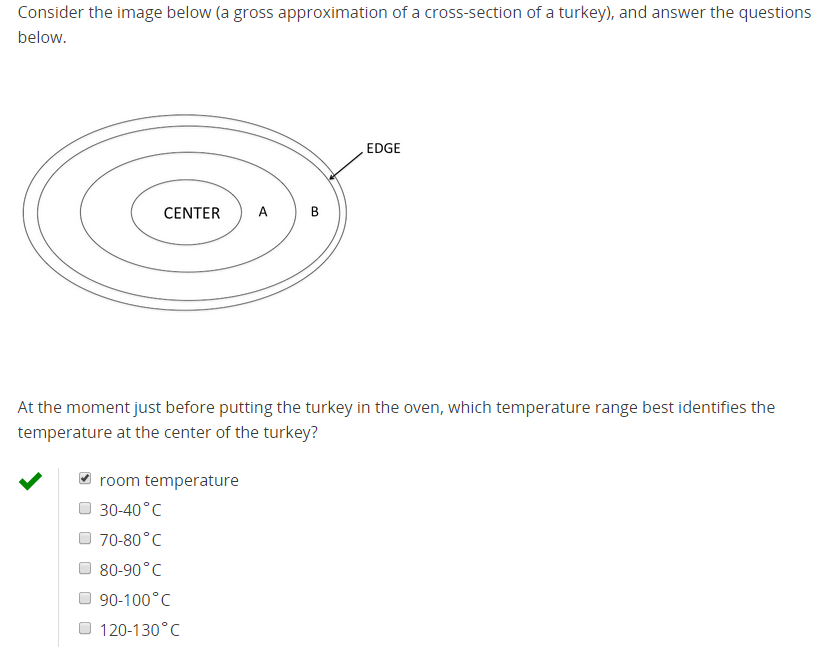 Consider the image below (a gross approximation of a cross-section of a turkey), and answer the questions
below.
EDGE
CENTER A B
At the moment just before putting the turkey in the oven, which temperature range best identifies the
temperature at the center of the turkey?
room temperature
30-40°C
70-80°C
80-90°C
90-100°C
120-130°C